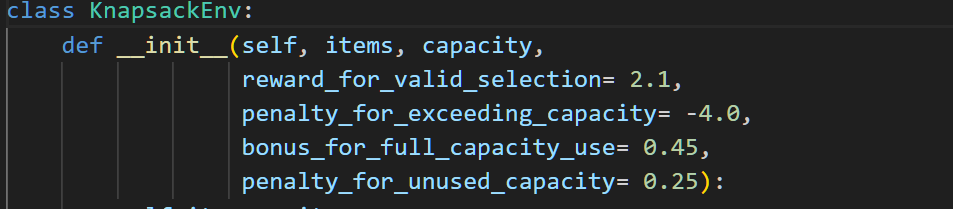 class KnapsackEnv:
def __init__(self, items, capacity,
reward_for_valid_selection= 2.1,
penalty_for_exceeding_capacity= -4.0,
bonus_for_full_capacity_use= 0.45,
penalty_for_unused_capacity= 0.25):